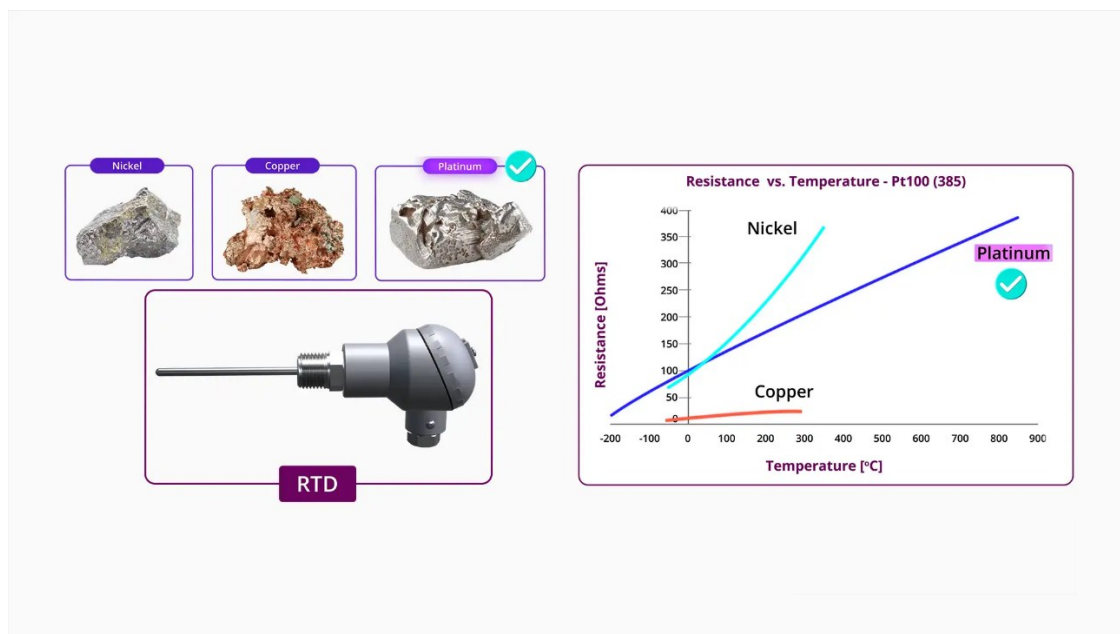 Nickel
Copper
Platinum
RTD
Resistance vs. Temperature - Pt100 (385)
Resistance [Ohms]
400
350
300
250
200
150
100
50
0
Nickel
Platinum
Copper
-200 -100 0 100 200 300 400 500 600 700 800 900
Temperature [ºC]